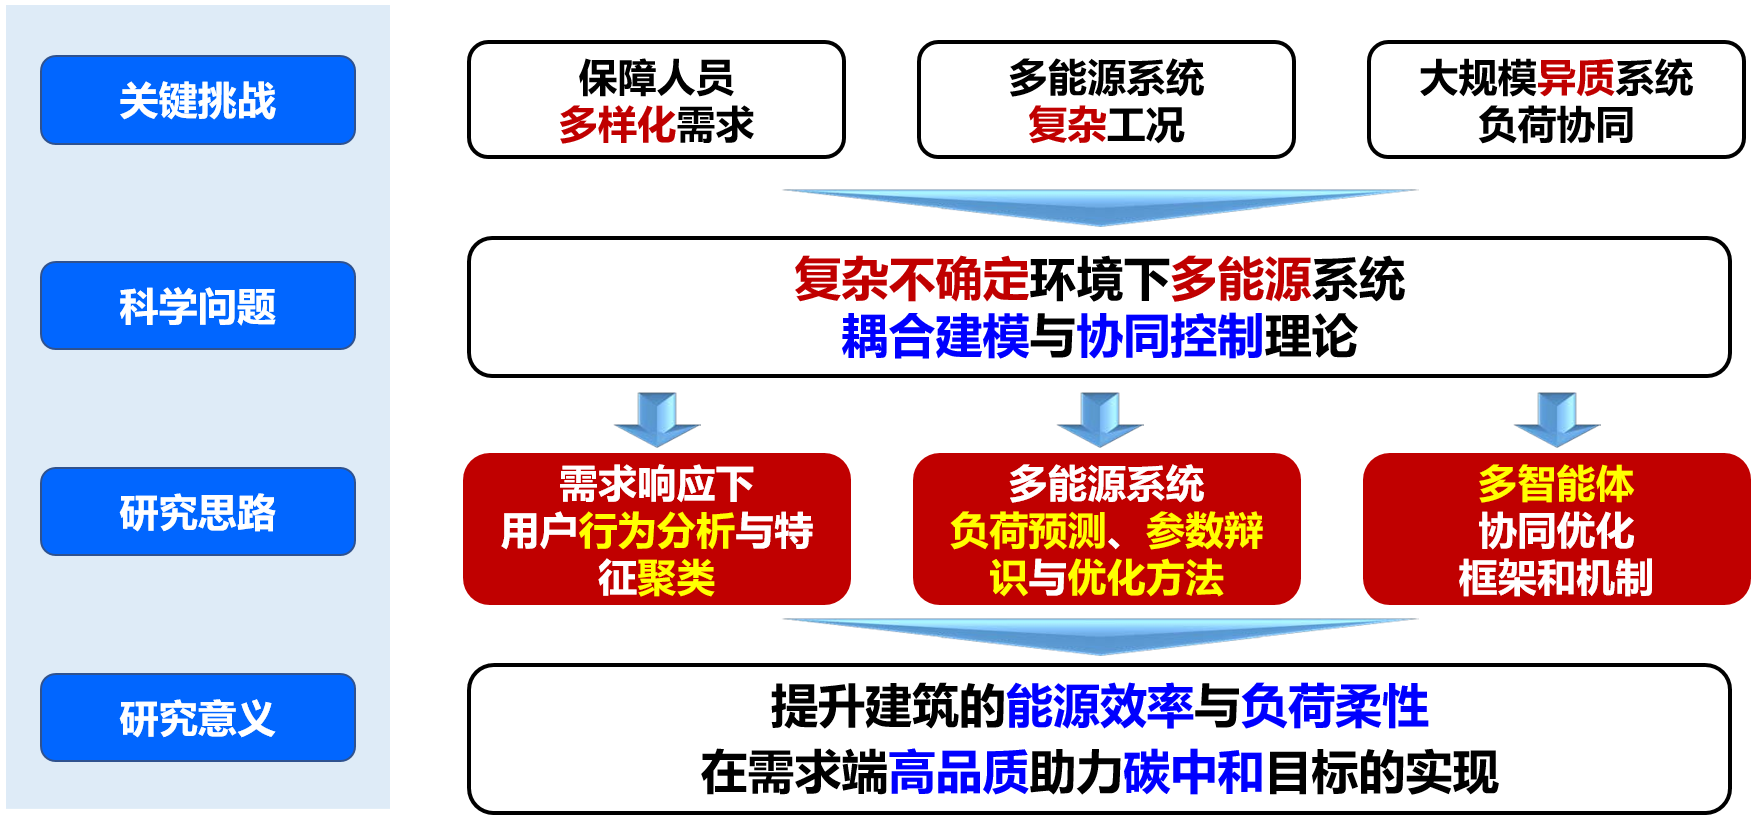 关键挑战
保障人员
多样化需求
多能源系统
复杂工况
大规模异质系统
负荷协同
科学问题
复杂不确定环境下多能源系统
耦合建模与协同控制理论
研究思路
需求响应下
用户行为分析与特
征聚类
多能源系统
负荷预测、参数辩
识与优化方法
多智能体
协同优化
框架和机制
研究意义
提升建筑的能源效率与负荷柔性
在需求端高品质助力碳中和目标的实现